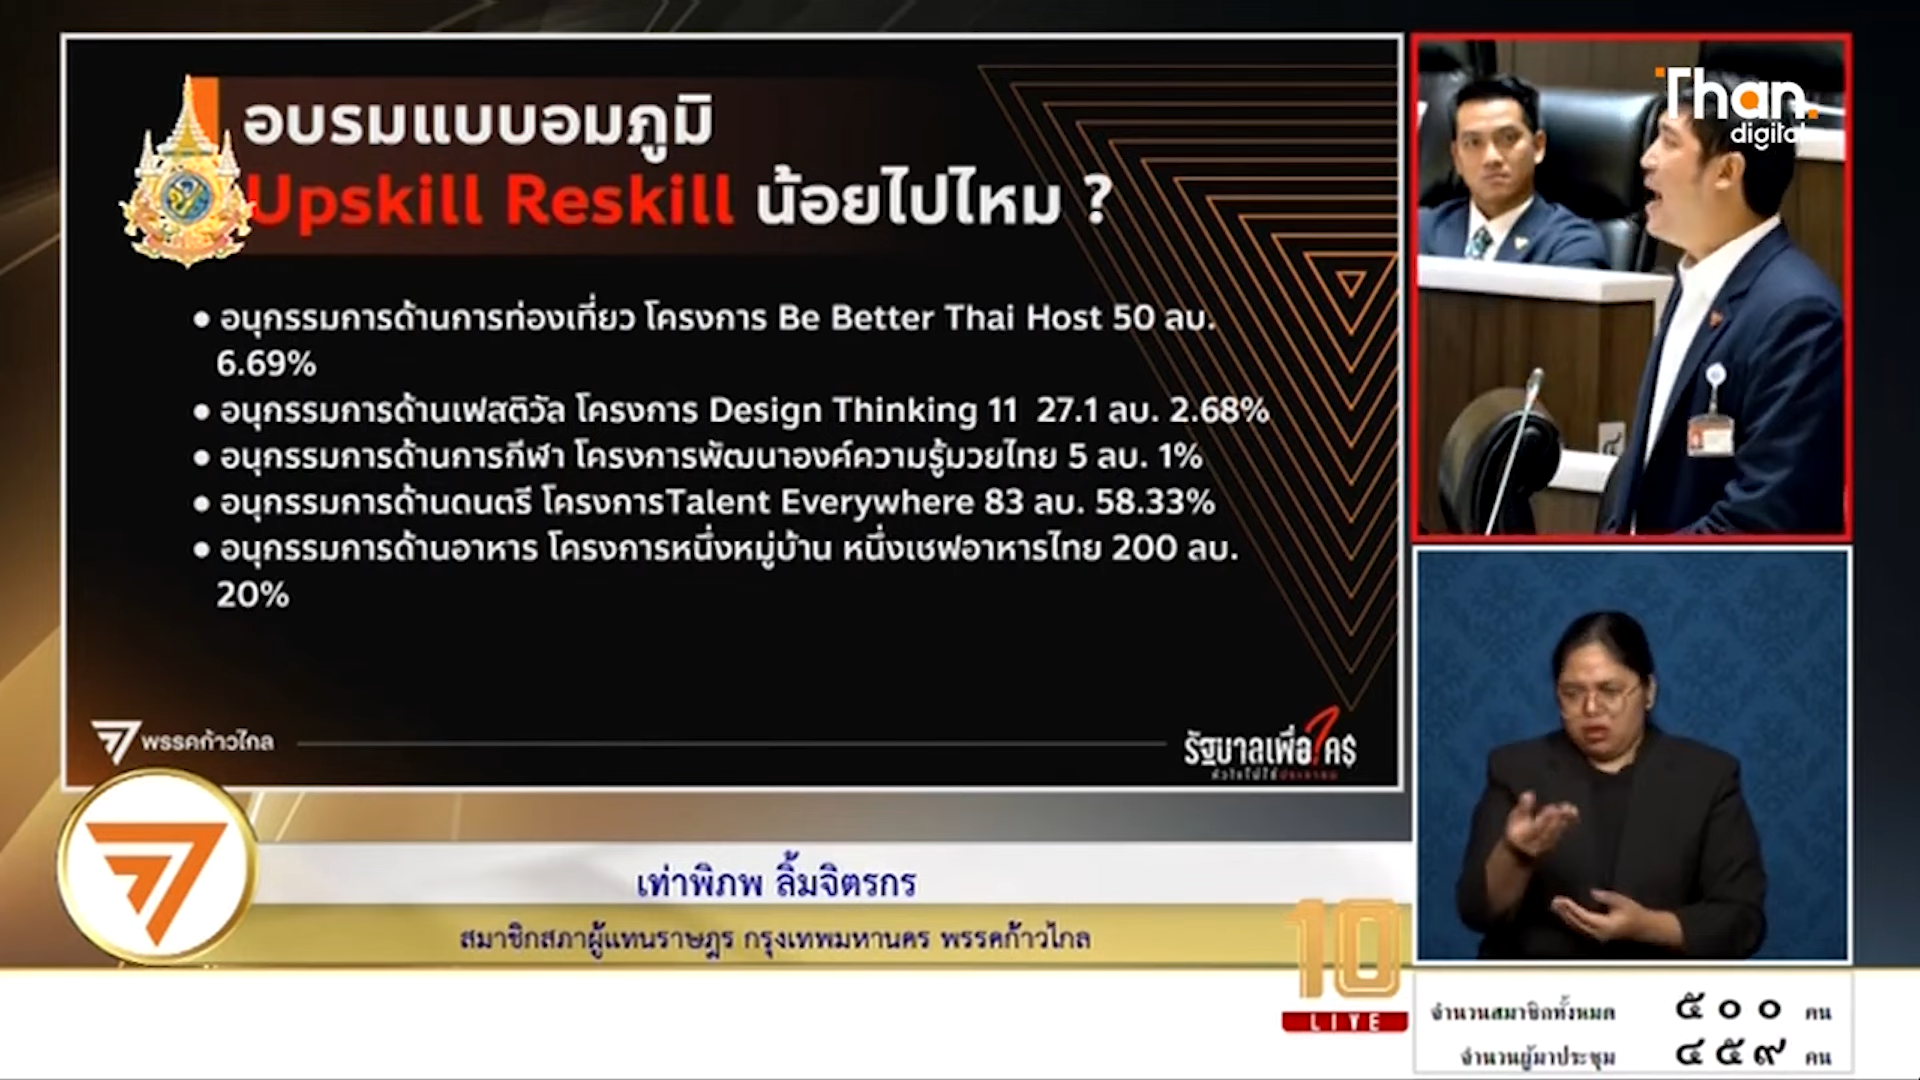 Than.
digital
อบรมแบบอมภูมิ
Upskill Reskill น้อยไปไหม ?
● อนุกรรมการด้านการท่องเที่ยว โครงการ Be Better Thai Host 50 ลบ.
6.69%
● อนุกรรมการด้านเฟสติวัล โครงการ Design Thinking 11 27.1 ลบ. 2.68%
● อนุกรรมการด้านการกีฬา โครงการพัฒนาองค์ความรู้มวยไทย 5 ลบ. 1%
● อนุกรรมการด้านดนตรี โครงการTalent Everywhere 83 ลบ. 58.33%
● อนุกรรมการด้านอาหาร โครงการหนึ่งหมู่บ้าน หนึ่งเชฟอาหารไทย 200 ลบ.
20%
พรรคก้าวไกล
รัฐบาลเพื่อใคร$
หัวใจไม่ใช่ประชาชน
เท่าพิภพ ลิ้มจิตรกร
สมาชิกสภาผู้แทนราษฎร กรุงเทพมหานคร พรรคก้าวไกล
10
LIVE
จำนวนสมาชิกทั้งหมด ๕๐๐ คน
จำนวนผู้มาประชุม ๔๕๙ คน